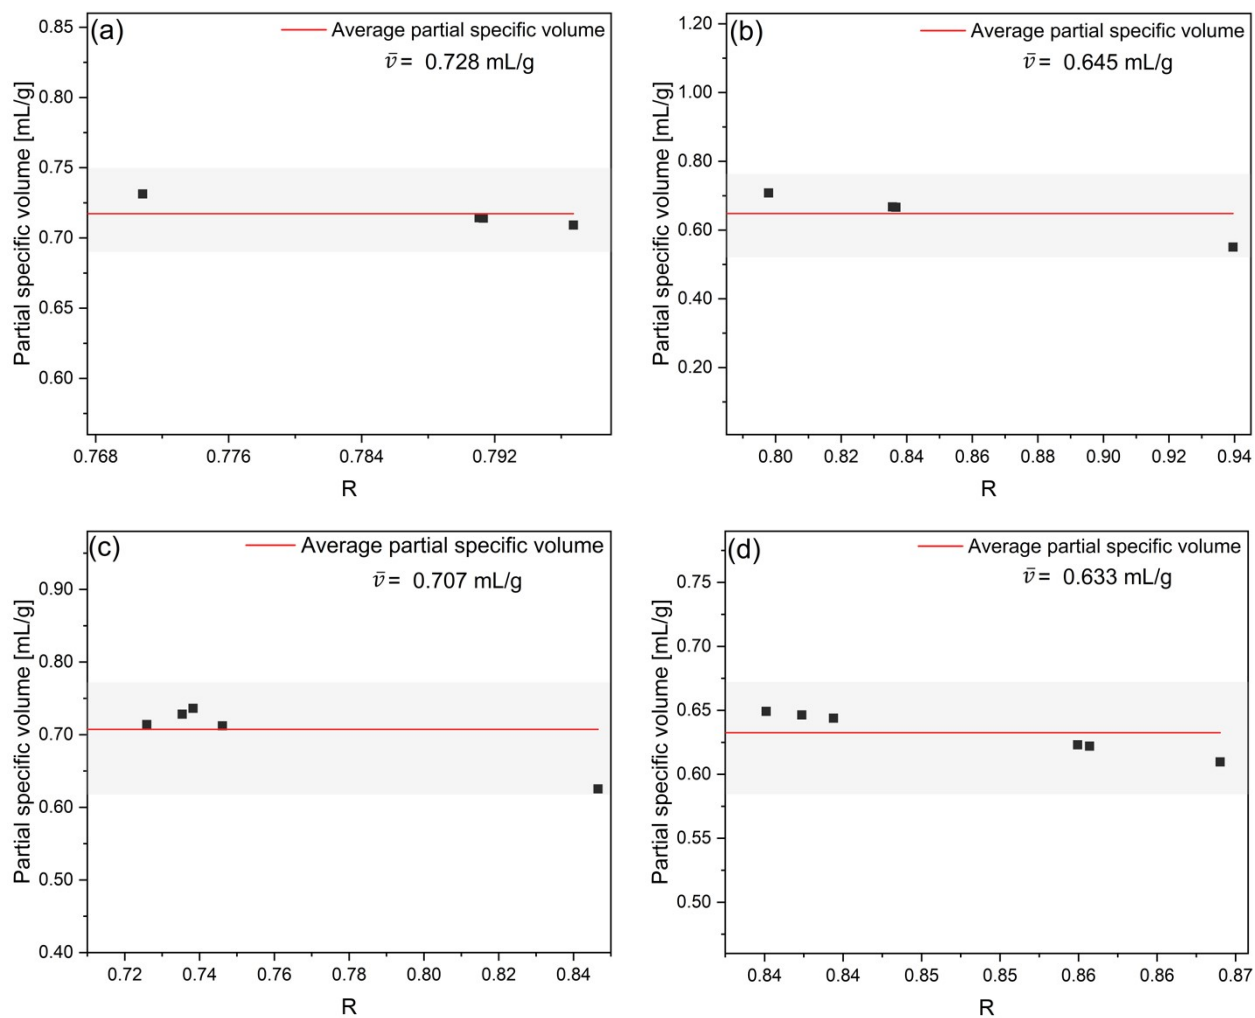 (a)
Average partial specific volume
v̄ = 0.728 mL/g
Partial specific volume [mL/g]
0.85
0.80
0.75
0.70
0.65
0.60
0.768 0.776 0.784 0.792
R
(b)
Average partial specific volume
v̄ = 0.645 mL/g
Partial specific volume [mL/g]
1.20
1.00
0.80
0.60
0.40
0.20
0.80 0.82 0.84 0.86 0.88 0.90 0.92 0.94
R
(c)
Average partial specific volume
v̄ = 0.707 mL/g
Partial specific volume [mL/g]
0.90
0.80
0.70
0.60
0.50
0.40
0.72 0.74 0.76 0.78 0.80 0.82 0.84
R
(d)
Average partial specific volume
v̄ = 0.633 mL/g
Partial specific volume [mL/g]
0.75
0.70
0.65
0.60
0.55
0.50
0.84 0.84 0.85 0.85 0.86 0.86 0.87
R